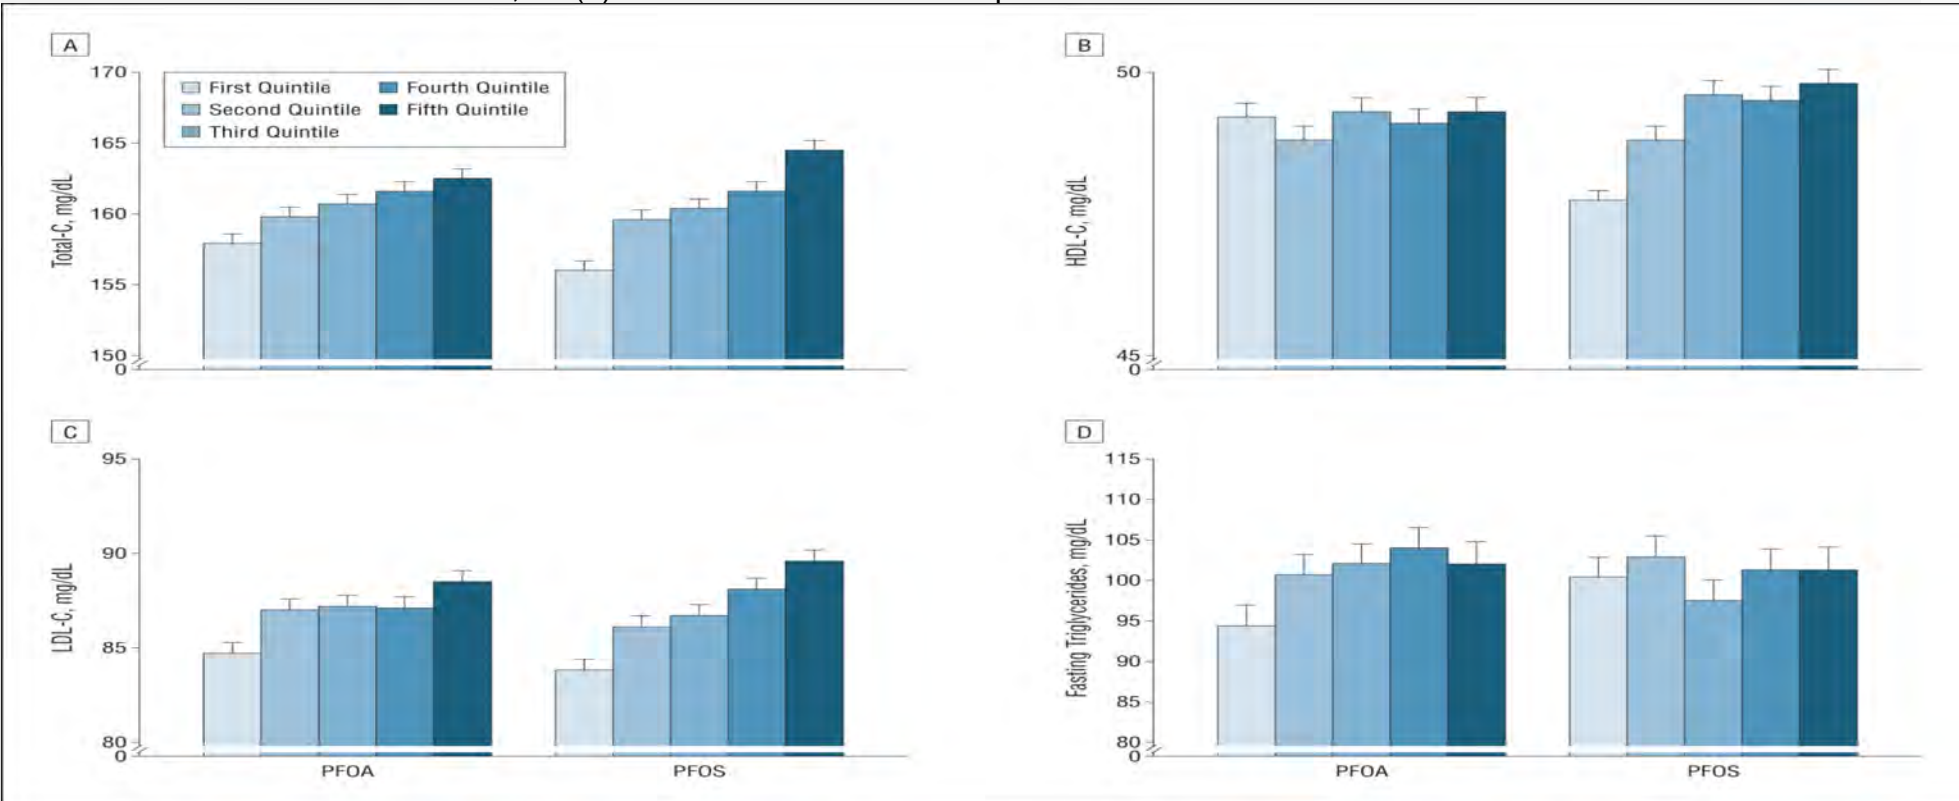 A
170
165
160
155
150
0
Total-C, mg/dL
First Quintile
Second Quintile
Third Quintile
Fourth Quintile
Fifth Quintile
B
50
45
0
HDL-C, mg/dL
C
95
90
85
80
0
LDL-C, mg/dL
PFOA
PFOS
D
115
110
105
100
95
90
85
80
0
Fasting Triglycerides, mg/dL
PFOA
PFOS